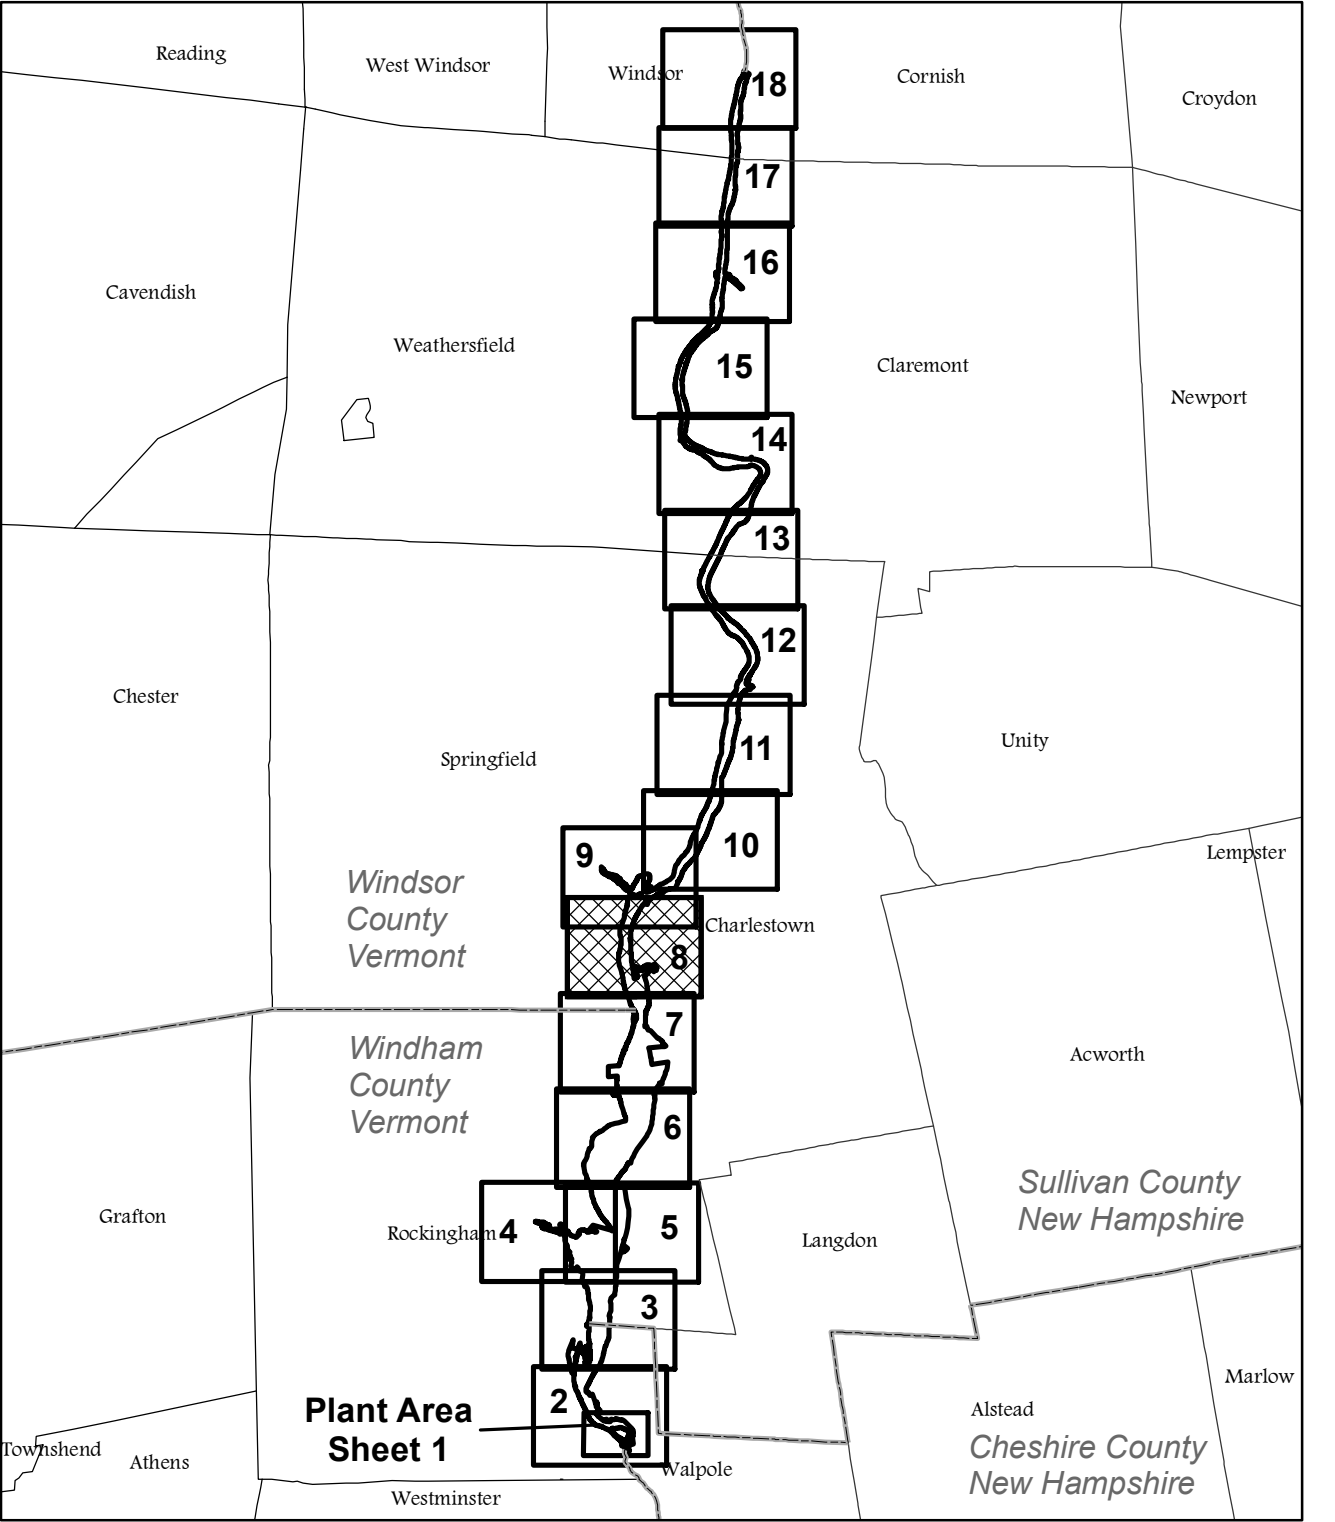 Reading
West Windsor
Windsor
Cornish
Croydon
18
17
16
Cavendish
Weathersfield
15
Claremont
Newport
14
13
12
Chester
11
Unity
Springfield
10
9
Lempster
Windsor
County
Vermont
Charlestown
8
7
Windham
County
Vermont
Acworth
6
Sullivan County
New Hampshire
Grafton
Rockingham
4
5
Langdon
3
Marlow
2
Plant Area
Sheet 1
Alstead
Cheshire County
New Hampshire
Townshend
Athens
Walpole
Westminster